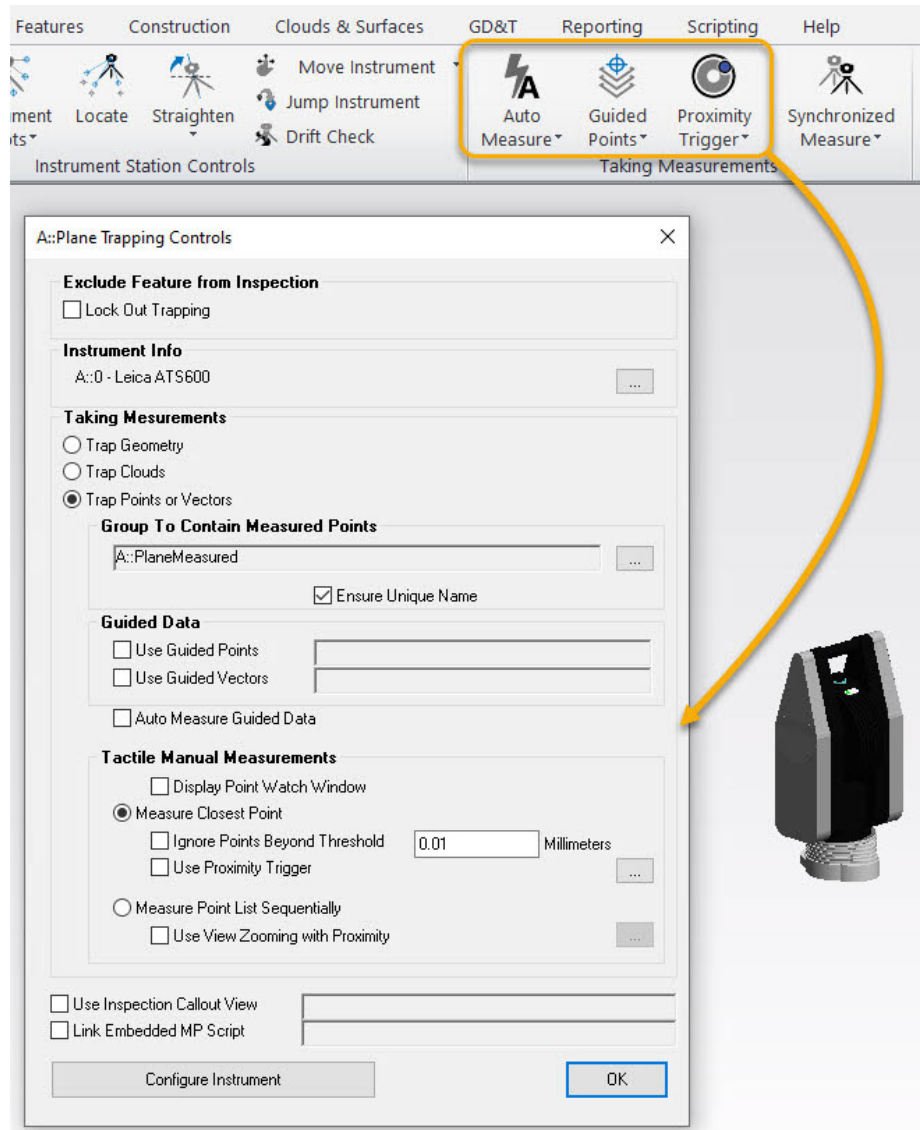 Features Construction Clouds & Surfaces GD&T Reporting Scripting Help
Move Instrument
Jump Instrument
Drift Check
ment Locate Straighten Auto Guided Proximity Synchronized
ts Measure Points Trigger Measure
Instrument Station Controls Taking Measurements
A::Plane Trapping Controls
Exclude Feature from Inspection
Lock Out Trapping
Instrument Info
A::0 - Leica ATS600
...
Taking Mesurements
Trap Geometry
Trap Clouds
Trap Points or Vectors
Group To Contain Measured Points
A::PlaneMeasured
...
Ensure Unique Name
Guided Data
Use Guided Points
Use Guided Vectors
Auto Measure Guided Data
Tactile Manual Measurements
Display Point Watch Window
Measure Closest Point
Ignore Points Beyond Threshold 0.01 Millimeters
Use Proximity Trigger
...
Measure Point List Sequentially
Use View Zooming with Proximity
...
Use Inspection Callout View
Link Embedded MP Script
Configure Instrument OK